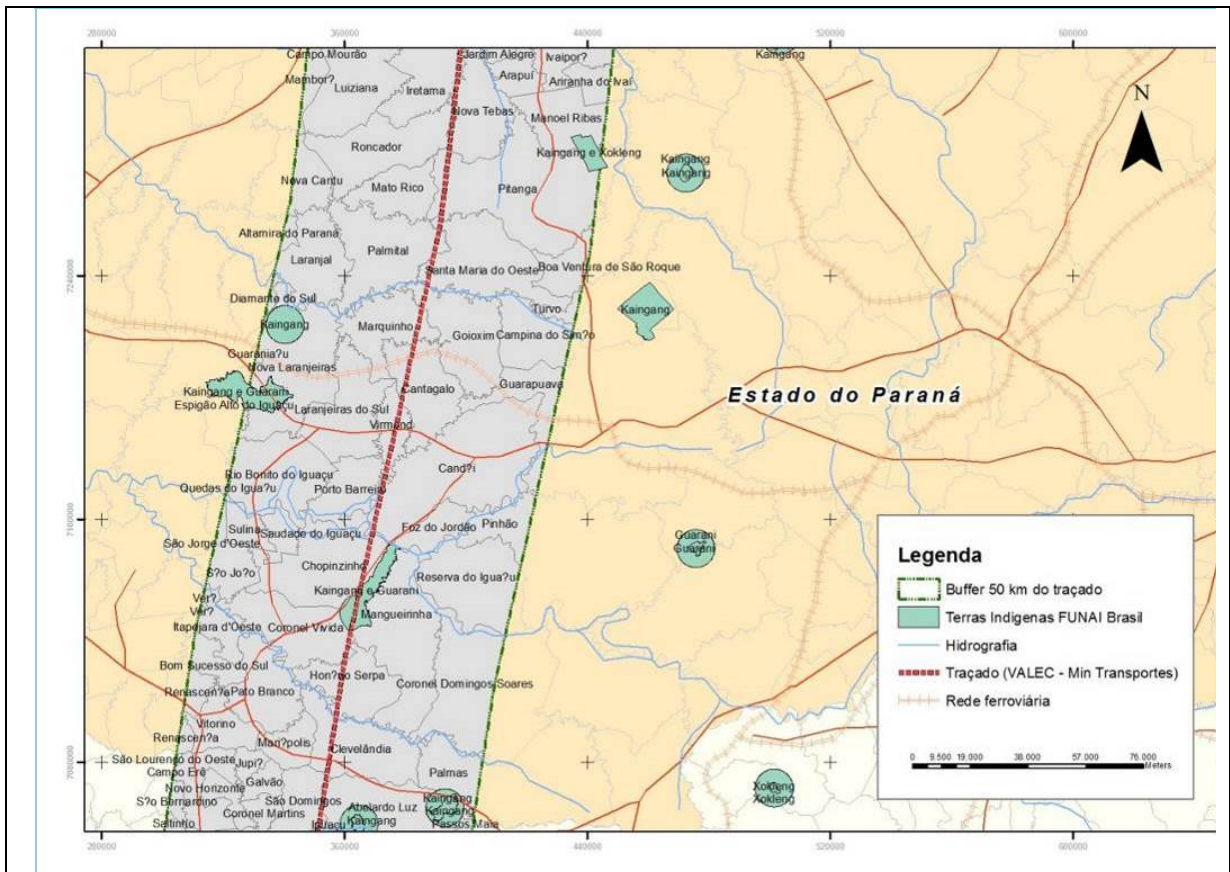 280000 360000 440000 520000 600000
Campo Mourão
Jardim Alegre
Ivaipor?
Kaingang
Mambor?
Luiziana
Iretama
Arapuí
Ariranha do Ivaí
Nova Tebas
Manoel Ribas
N
Roncador
Kaingang e Xokleng
Kaingang
Kaingang
Nova Cantu
Mato Rico
Pitanga
Altamira do Paraná
Laranjal
Palmital
Santa Maria do Oeste
Boa Ventura de São Roque
7240000
7240000
Diamante do Sul
Turvo
Kaingang
Kaingang
Marquinho
Goioxim
Campina do Sim?o
Guarania?u
Nova Laranjeiras
Guarapuava
Kaingang e Guarani
Cantagalo
Estado do Paraná
Espigão Alto do Iguaçu
Laranjeiras do Sul
Virmond
Cand?i
Rio Bonito do Iguaçu
Quedas do Igua?u
Porto Barreiro
7160000
Sulina
Saudade do Iguaçu
Foz do Jordão
Pinhão
São Jorge d'Oeste
Guarani
Guarani
S?o Jo?o
Chopinzinho
Reserva do Igua?u
Kaingang e Guarani
Ver?
Ver?
Mangueirinha
Itapejara d'Oeste
Coronel Vivida
Bom Sucesso do Sul
Hon?rio Serpa
Coronel Domingos Soares
Renascen?a
Pato Branco
Vitorino
Renascen?a
Mari?polis
Clevelândia
São Lourenço do Oeste
Jupi?
Palmas
7080000
Campo Erê
Galvão
Novo Horizonte
São Domingos
Abelardo Luz
Kaingang
Kaingang
S?o Bernardino
Coronel Martins
Kaingang
Passos Maia
Saltinho
Ipuaçu
Xokleng
Xokleng
Legenda
Buffer 50 km do traçado
Terras Indígenas FUNAI Brasil
Hidrografia
Traçado (VALEC - Min Transportes)
Rede ferroviária
0 9.500 19.000 38.000 57.000 76.000
Meters
280000 360000 440000 520000 600000